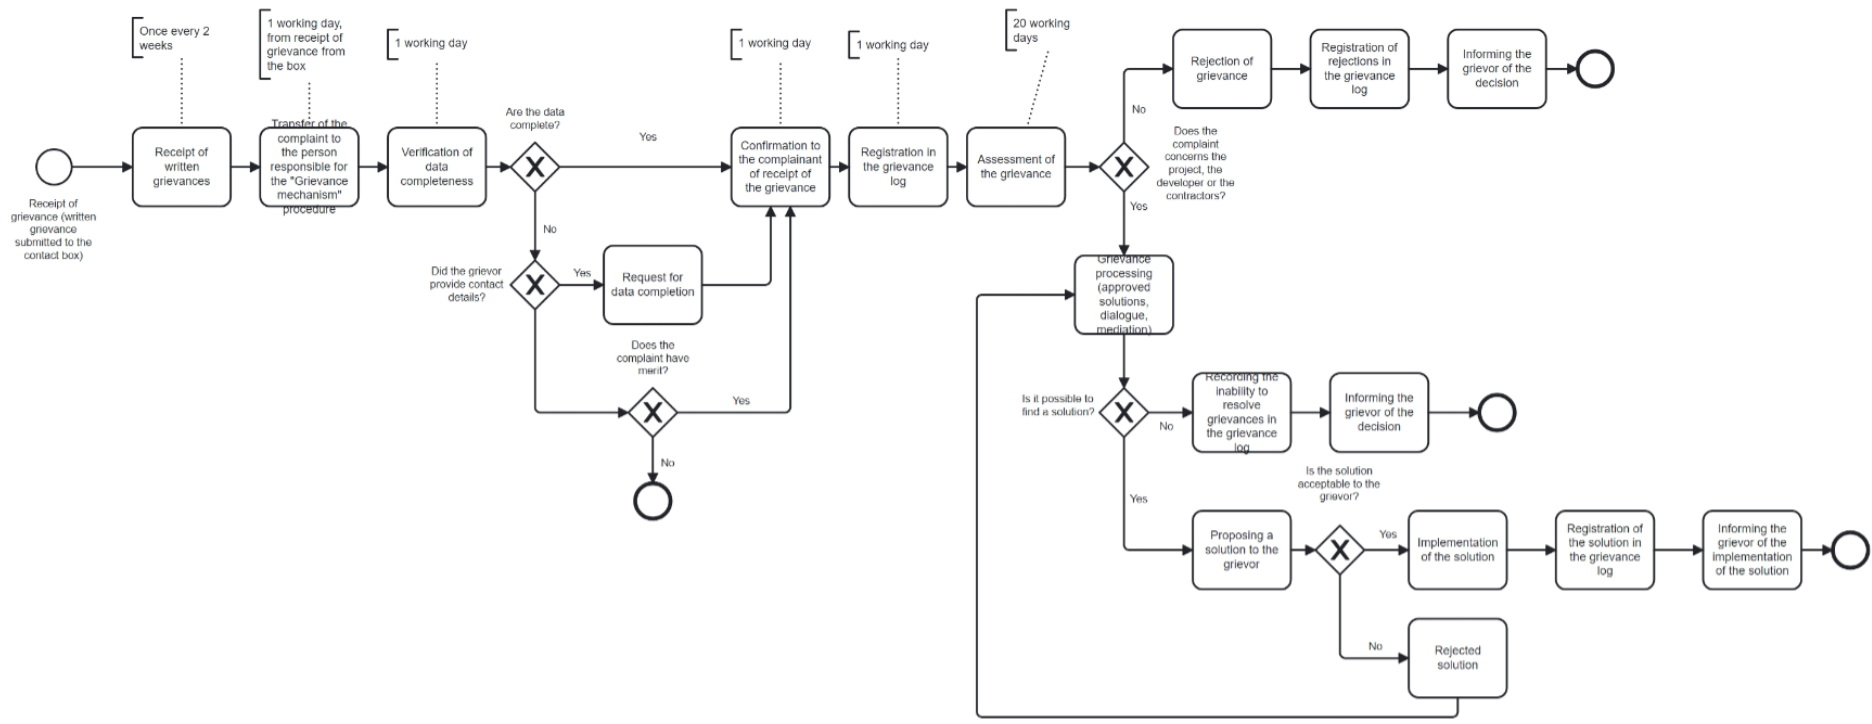 Once every 2
weeks
1 working day,
from receipt of
grievance from
the box
1 working day
1 working day
1 working day
20 working
days
Receipt of
grievance (written
grievance
submitted to the
contact box)
Receipt of
written
grievances
Transfer of the
complaint to
the person
responsible for
the "Grievance
mechanism"
procedure
Verification of
data
completeness
Are the data
complete?
Yes
No
Confirmation to
the complainant
of receipt of
the grievance
Registration in
the grievance
log
Assessment of
the grievance
Does the
complaint
concerns the
project, the
developer or the
contractors?
No
Yes
Rejection of
grievance
Registration of
rejections in
the grievance
log
Informing the
grievor of the
decision
Did the grievor
provide contact
details?
Yes
Request for
data completion
Does the
complaint have
merit?
Yes
No
Grievance
processing
(approved
solutions,
dialogue,
mediation)
Is it possible to
find a solution?
No
Yes
Recording the
inability to
resolve
grievances in
the grievance
log
Informing the
grievor of the
decision
Proposing a
solution to the
grievor
Is the solution
acceptable to the
grievor?
Yes
No
Implementation
of the solution
Registration of
the solution in
the grievance
log
Informing the
grievor of the
implementation
of the solution
Rejected
solution